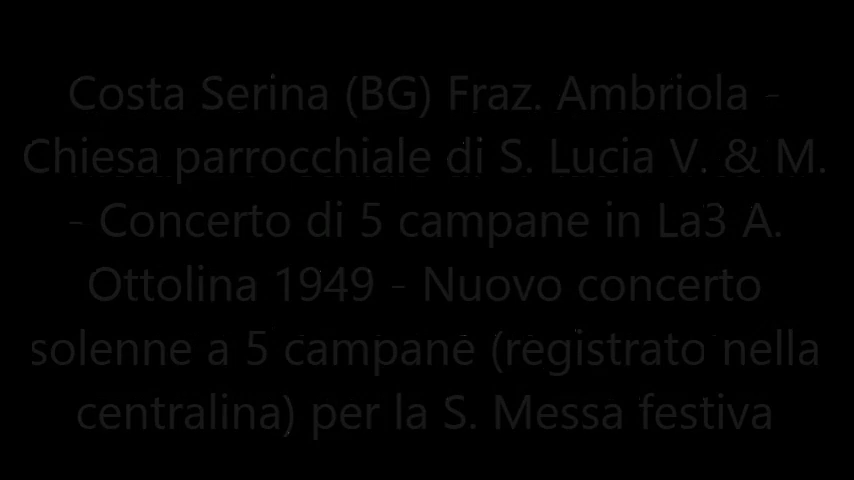 Costa Serina (BG) Fraz. Ambriola -
Chiesa parrocchiale di S. Lucia V. & M.
- Concerto di 5 campane in La3 A.
Ottolina 1949 - Nuovo concerto
solenne a 5 campane (registrato nella
centralina) per la S. Messa festiva